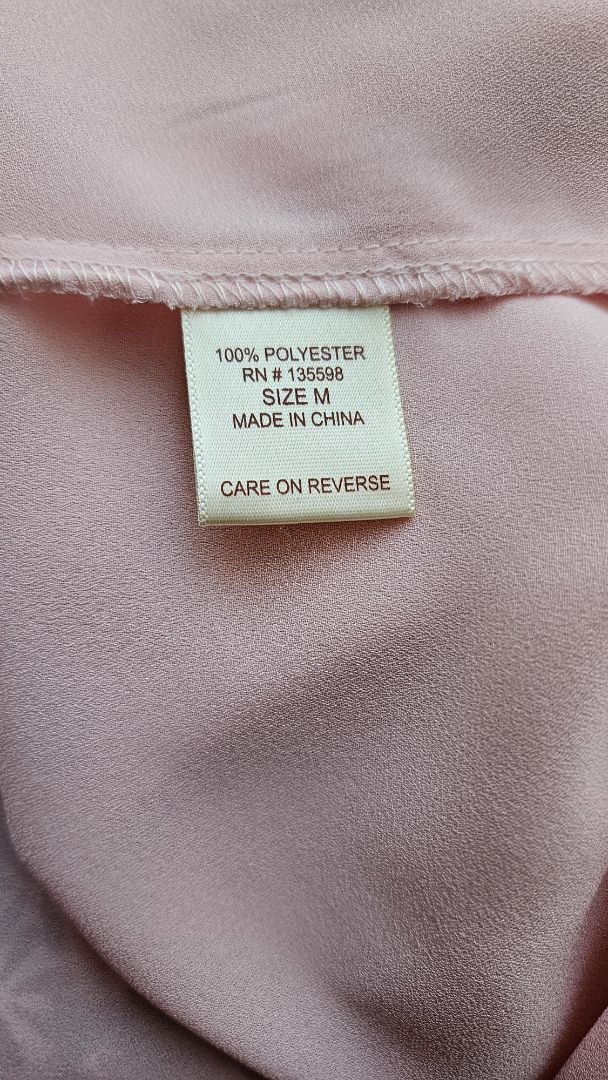 100% POLYESTER
RN # 135598
SIZE M
MADE IN CHINA
CARE ON REVERSE